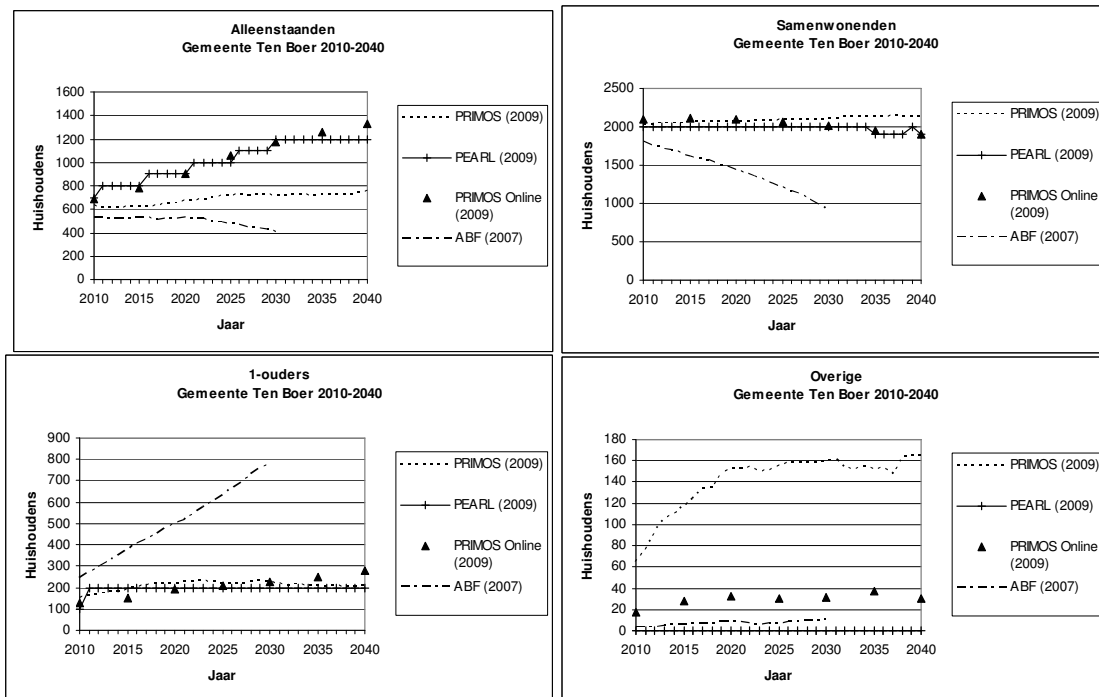 Alleenstaanden
Gemeente Ten Boer 2010-2040
1600
1400
1200
1000
800
600
400
200
0
2010 2015 2020 2025 2030 2035 2040
Huishoudens
Jaar
PRIMOS (2009)
PEARL (2009)
PRIMOS Online
(2009)
ABF (2007)
Samenwonenden
Gemeente Ten Boer 2010-2040
2500
2000
1500
1000
500
0
2010 2015 2020 2025 2030 2035 2040
Huishoudens
Jaar
PRIMOS (2009)
PEARL (2009)
PRIMOS Online
(2009)
ABF (2007)
1-ouders
Gemeente Ten Boer 2010-2040
900
800
700
600
500
400
300
200
100
0
2010 2015 2020 2025 2030 2035 2040
Huishoudens
Jaar
PRIMOS (2009)
PEARL (2009)
PRIMOS Online
(2009)
ABF (2007)
Overige
Gemeente Ten Boer 2010-2040
180
160
140
120
100
80
60
40
20
0
2010 2015 2020 2025 2030 2035 2040
Huishoudens
Jaar
PRIMOS (2009)
PEARL (2009)
PRIMOS Online
(2009)
ABF (2007)